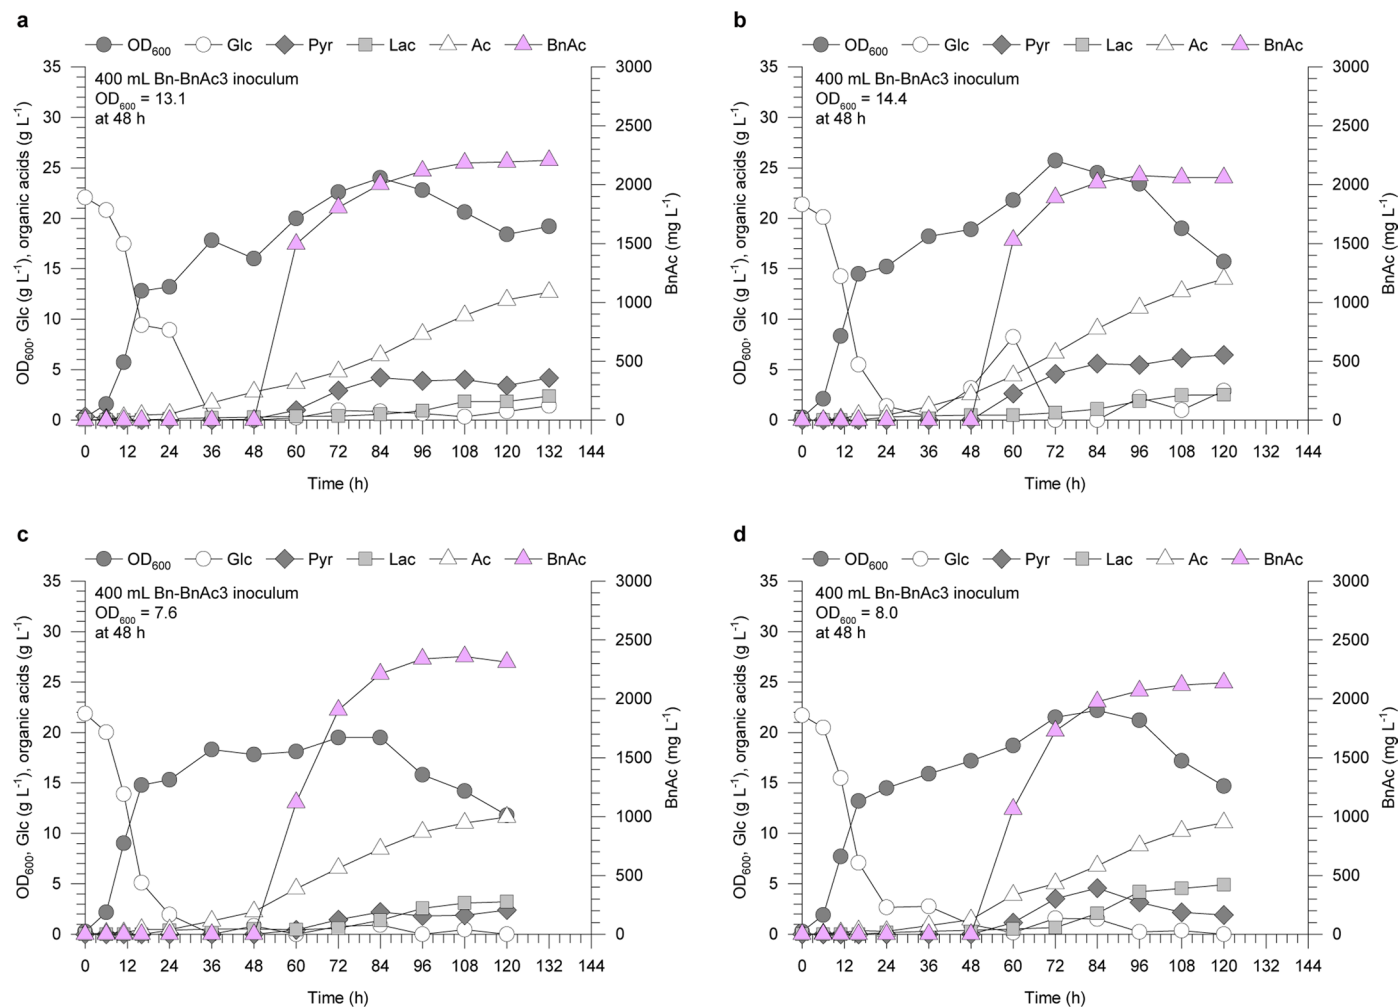 a
OD600 Glc Pyr Lac Ac BnAc
400 mL Bn-BnAc3 inoculum
OD600 = 13.1
at 48 h
OD600, Glc (g L-1), organic acids (g L-1)
35
30
25
20
15
10
5
0
3000
2500
2000
1500
1000
500
0
BnAc (mg L-1)
0 12 24 36 48 60 72 84 96 108 120 132 144
Time (h)
b
OD600 Glc Pyr Lac Ac BnAc
400 mL Bn-BnAc3 inoculum
OD600 = 14.4
at 48 h
OD600, Glc (g L-1), organic acids (g L-1)
35
30
25
20
15
10
5
0
3000
2500
2000
1500
1000
500
0
BnAc (mg L-1)
0 12 24 36 48 60 72 84 96 108 120 132 144
Time (h)
c
OD600 Glc Pyr Lac Ac BnAc
400 mL Bn-BnAc3 inoculum
OD600 = 7.6
at 48 h
OD600, Glc (g L-1), organic acids (g L-1)
35
30
25
20
15
10
5
0
3000
2500
2000
1500
1000
500
0
BnAc (mg L-1)
0 12 24 36 48 60 72 84 96 108 120 132 144
Time (h)
d
OD600 Glc Pyr Lac Ac BnAc
400 mL Bn-BnAc3 inoculum
OD600 = 8.0
at 48 h
OD600, Glc (g L-1), organic acids (g L-1)
35
30
25
20
15
10
5
0
3000
2500
2000
1500
1000
500
0
BnAc (mg L-1)
0 12 24 36 48 60 72 84 96 108 120 132 144
Time (h)